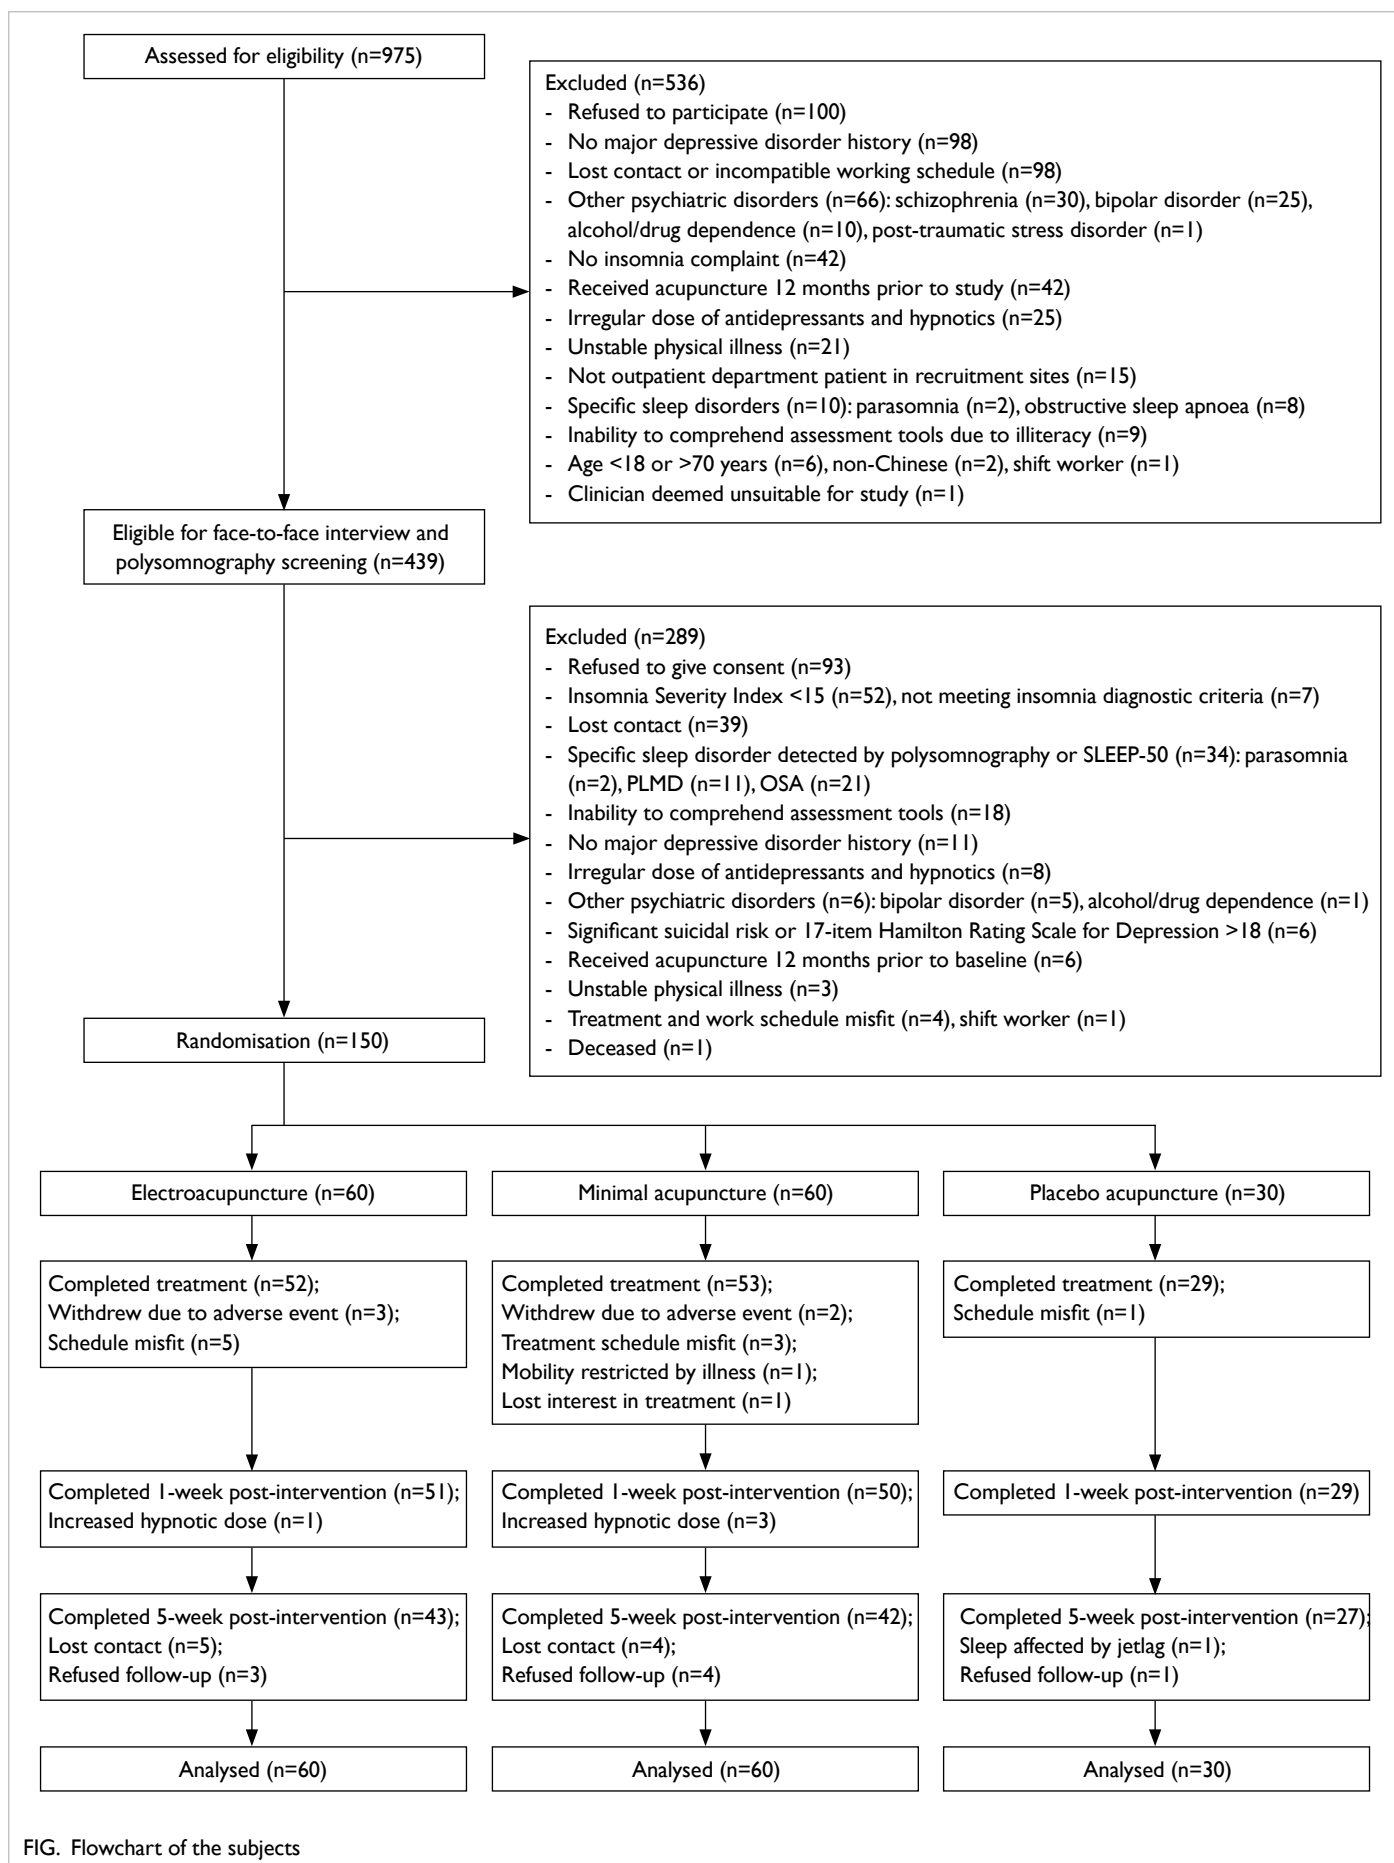 Assessed for eligibility (n=975)
Excluded (n=536)
- Refused to participate (n=100)
- No major depressive disorder history (n=98)
- Lost contact or incompatible working schedule (n=98)
- Other psychiatric disorders (n=66): schizophrenia (n=30), bipolar disorder (n=25),
alcohol/drug dependence (n=10), post-traumatic stress disorder (n=1)
- No insomnia complaint (n=42)
- Received acupuncture 12 months prior to study (n=42)
- Irregular dose of antidepressants and hypnotics (n=25)
- Unstable physical illness (n=21)
- Not outpatient department patient in recruitment sites (n=15)
- Specific sleep disorders (n=10): parasomnia (n=2), obstructive sleep apnoea (n=8)
- Inability to comprehend assessment tools due to illiteracy (n=9)
- Age <18 or >70 years (n=6), non-Chinese (n=2), shift worker (n=1)
- Clinician deemed unsuitable for study (n=1)
Eligible for face-to-face interview and
polysomnography screening (n=439)
Excluded (n=289)
- Refused to give consent (n=93)
- Insomnia Severity Index <15 (n=52), not meeting insomnia diagnostic criteria (n=7)
- Lost contact (n=39)
- Specific sleep disorder detected by polysomnography or SLEEP-50 (n=34): parasomnia
(n=2), PLMD (n=11), OSA (n=21)
- Inability to comprehend assessment tools (n=18)
- No major depressive disorder history (n=11)
- Irregular dose of antidepressants and hypnotics (n=8)
- Other psychiatric disorders (n=6): bipolar disorder (n=5), alcohol/drug dependence (n=1)
- Significant suicidal risk or 17-item Hamilton Rating Scale for Depression >18 (n=6)
- Received acupuncture 12 months prior to baseline (n=6)
- Unstable physical illness (n=3)
- Treatment and work schedule misfit (n=4), shift worker (n=1)
- Deceased (n=1)
Randomisation (n=150)
Electroacupuncture (n=60)
Minimal acupuncture (n=60)
Placebo acupuncture (n=30)
Completed treatment (n=52);
Withdrew due to adverse event (n=3);
Schedule misfit (n=5)
Completed treatment (n=53);
Withdrew due to adverse event (n=2);
Treatment schedule misfit (n=3);
Mobility restricted by illness (n=1);
Lost interest in treatment (n=1)
Completed treatment (n=29);
Schedule misfit (n=1)
Completed 1-week post-intervention (n=51);
Increased hypnotic dose (n=1)
Completed 1-week post-intervention (n=50);
Increased hypnotic dose (n=3)
Completed 1-week post-intervention (n=29)
Completed 5-week post-intervention (n=43);
Lost contact (n=5);
Refused follow-up (n=3)
Completed 5-week post-intervention (n=42);
Lost contact (n=4);
Refused follow-up (n=4)
Completed 5-week post-intervention (n=27);
Sleep affected by jetlag (n=1);
Refused follow-up (n=1)
Analysed (n=60)
Analysed (n=60)
Analysed (n=30)
FIG. Flowchart of the subjects